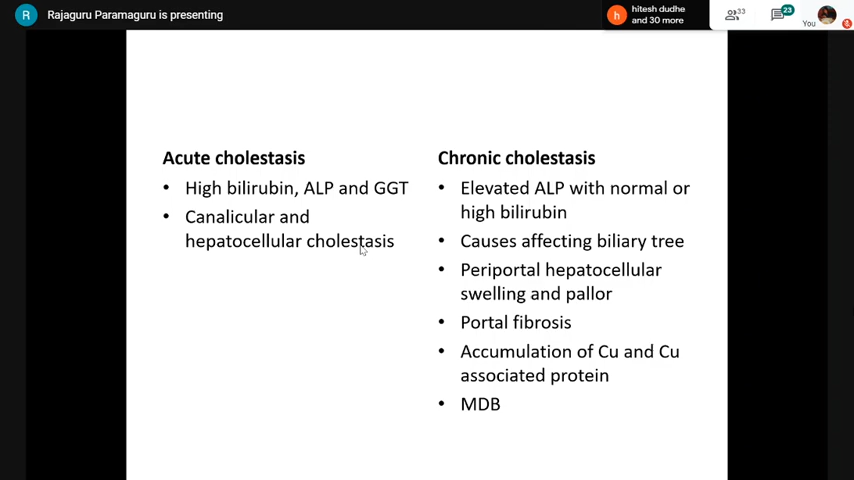 R
Rajaguru Paramaguru is presenting
h
hitesh dudhe
and 30 more
33
23
You
Acute cholestasis
• High bilirubin, ALP and GGT
• Canalicular and
hepatocellular cholestasis
Chronic cholestasis
• Elevated ALP with normal or
high bilirubin
• Causes affecting biliary tree
• Periportal hepatocellular
swelling and pallor
• Portal fibrosis
• Accumulation of Cu and Cu
associated protein
• MDB